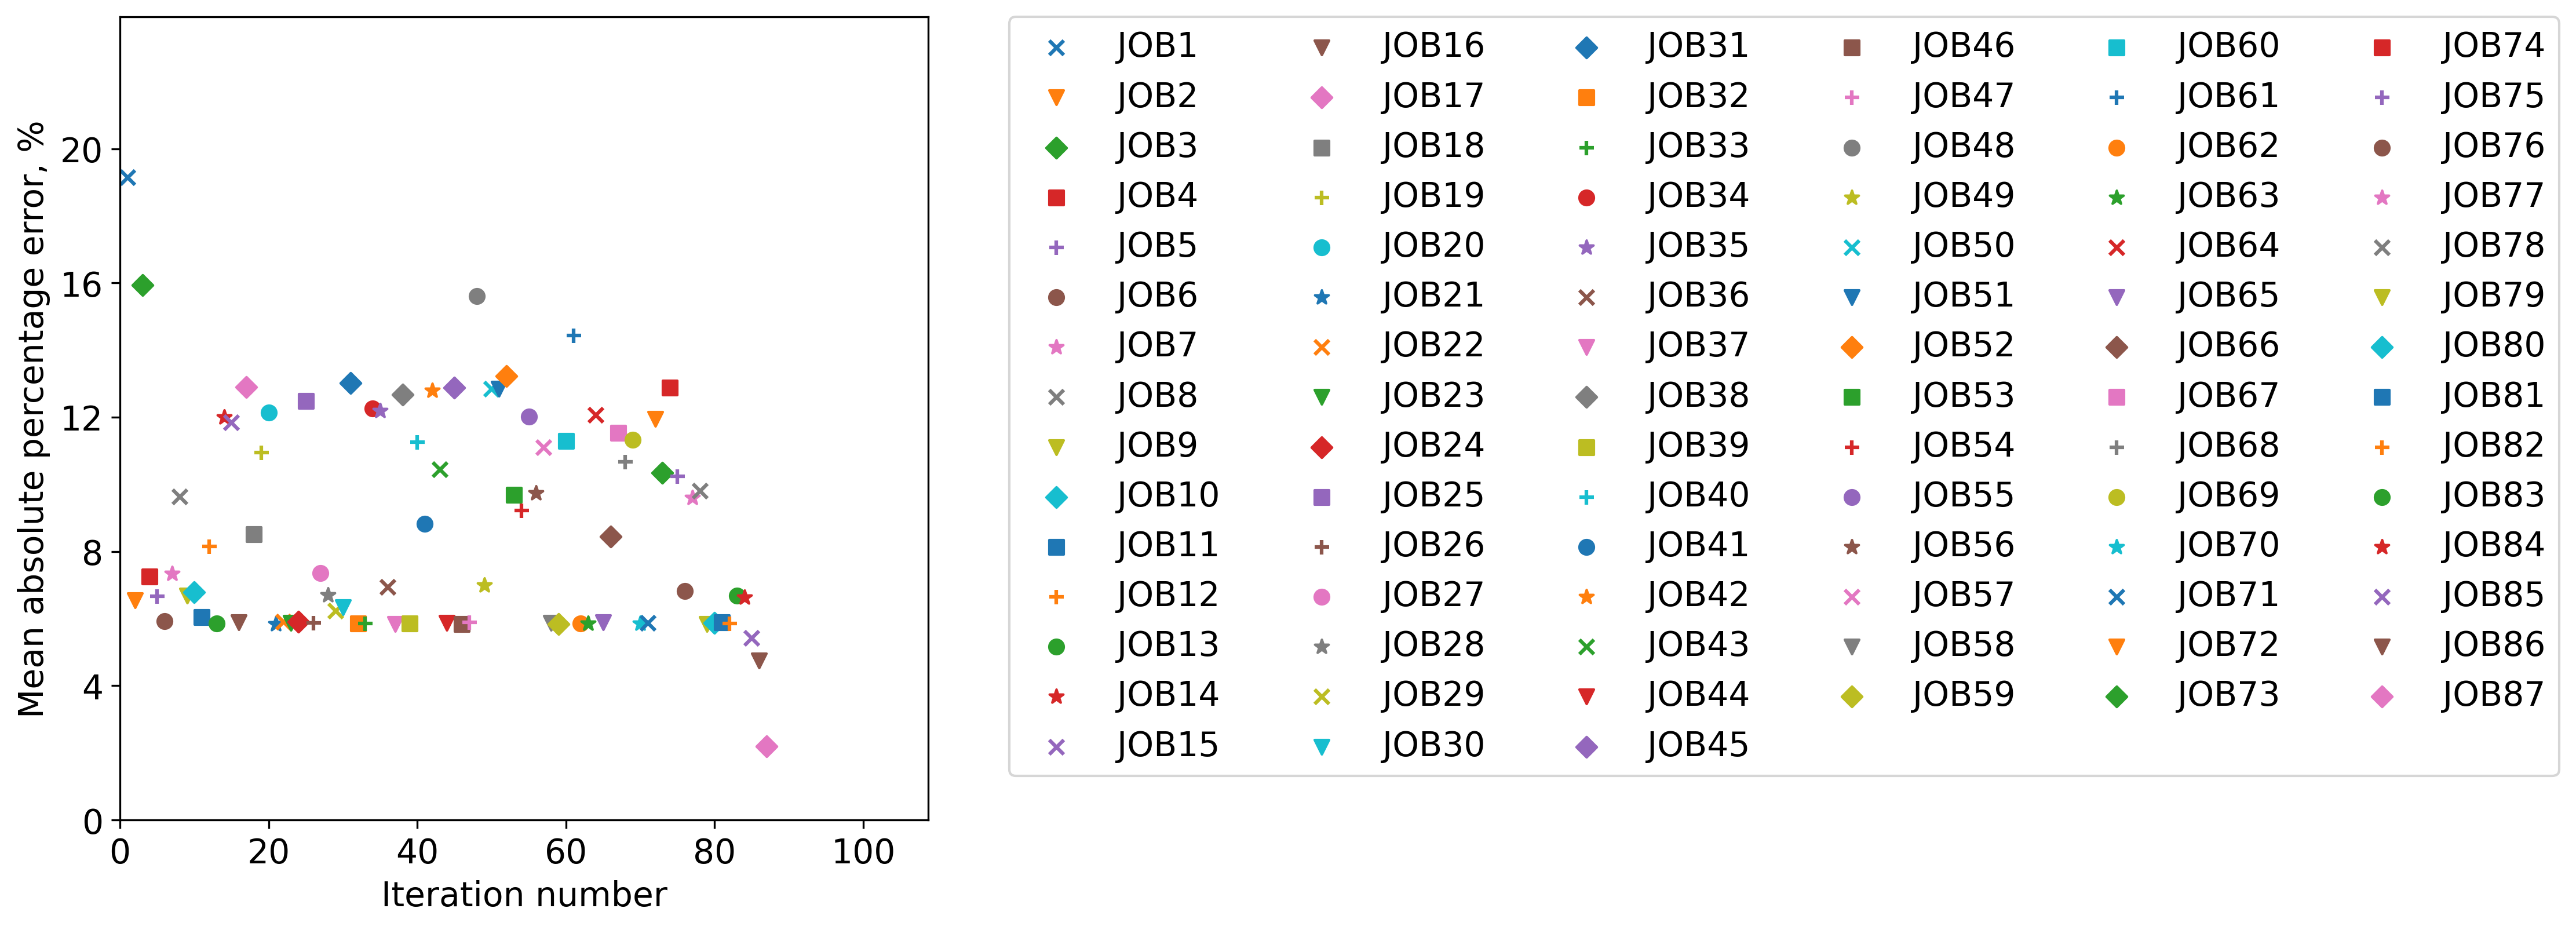 Mean absolute percentage error, %
20
16
12
8
4
0
0 20 40 60 80 100
Iteration number
JOB1 JOB16 JOB31 JOB46 JOB60 JOB74
JOB2 JOB17 JOB32 JOB47 JOB61 JOB75
JOB3 JOB18 JOB33 JOB48 JOB62 JOB76
JOB4 JOB19 JOB34 JOB49 JOB63 JOB77
JOB5 JOB20 JOB35 JOB50 JOB64 JOB78
JOB6 JOB21 JOB36 JOB51 JOB65 JOB79
JOB7 JOB22 JOB37 JOB52 JOB66 JOB80
JOB8 JOB23 JOB38 JOB53 JOB67 JOB81
JOB9 JOB24 JOB39 JOB54 JOB68 JOB82
JOB10 JOB25 JOB40 JOB55 JOB69 JOB83
JOB11 JOB26 JOB41 JOB56 JOB70 JOB84
JOB12 JOB27 JOB42 JOB57 JOB71 JOB85
JOB13 JOB28 JOB43 JOB58 JOB72 JOB86
JOB14 JOB29 JOB44 JOB59 JOB73 JOB87
JOB15 JOB30 JOB45